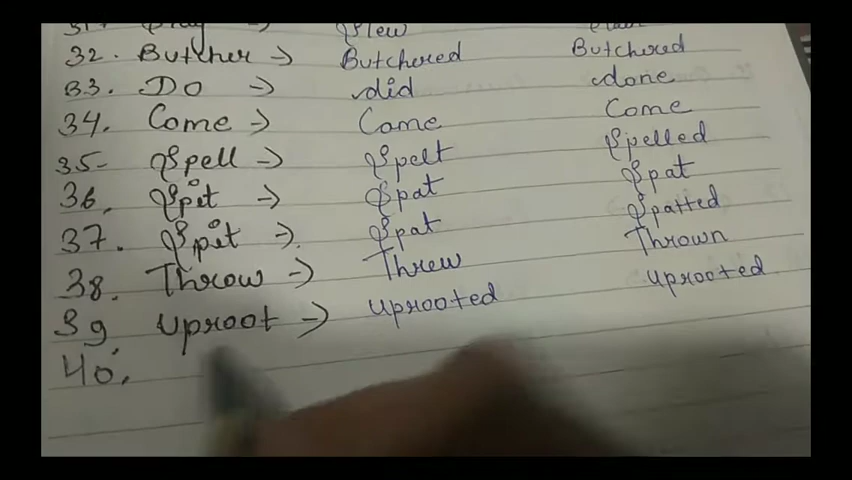 Slew
32. Butcher → Butchered Butchered
33. Do → did done
34. Come → Came Come
35- Spell → Spelt Spelled
36. Spit → Spat Spat
37. Spit → Spat Spatted
38. Throw → Threw Thrown
39 Uproot → uprooted uprooted
40.